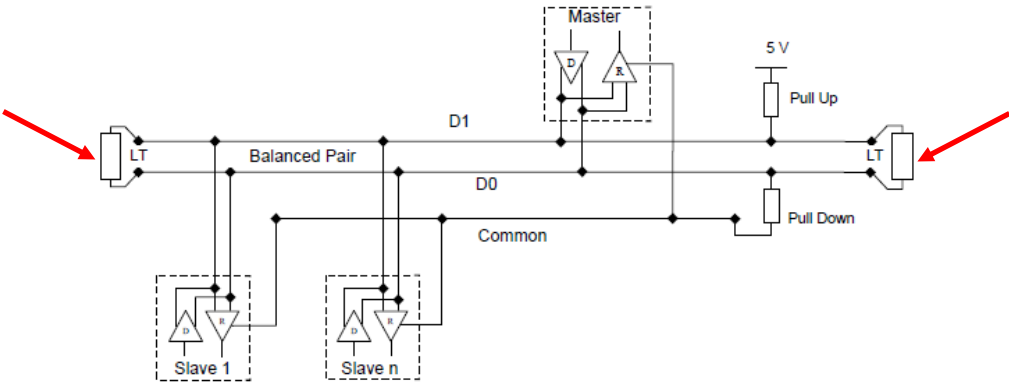 Master
5 V
D
R
Pull Up
D1
LT
Balanced Pair
LT
D0
Pull Down
Common
D
R
D
R
Slave 1
Slave n